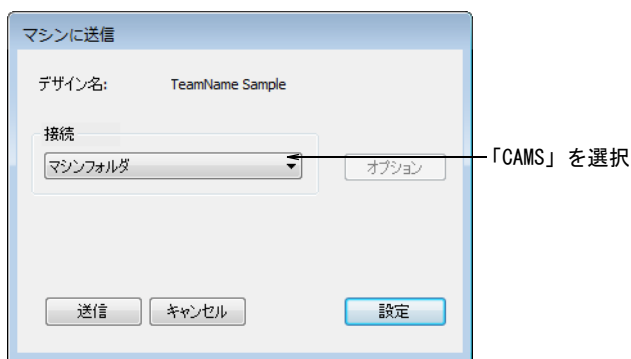 マシンに送信
デザイン名: TeamName Sample
接続
マシンフォルダ
オプション
「CAMS」を選択
送信
キャンセル
設定